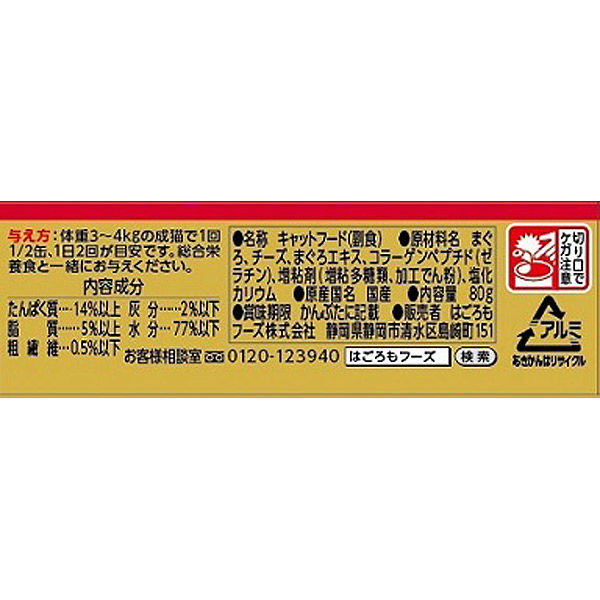 与え方:体重3〜4kgの成猫で1回
1/2缶、1日2回が目安です。総合栄
養食と一緒にお与えください。
内容成分
たんぱく質…14%以上 灰分…2%以下
脂質……5%以上 水分…77%以下
粗繊維…0.5%以下
●名称 キャットフード(副食) ●原材料名 まぐ
ろ、チーズ、まぐろエキス、コラーゲンペプチド(ゼ
ラチン)、増粘剤(増粘多糖類、加工でん粉)、塩化
カリウム ●原産国名 国産 ●内容量 80g
●賞味期限 かんぶたに記載 ●販売者 はごろも
フーズ株式会社 静岡県静岡市清水区島崎町151
お客様相談室 0120-123940 はごろもフーズ 検索
切り口で
ケガ注意
アルミ
あきかんはリサイクル